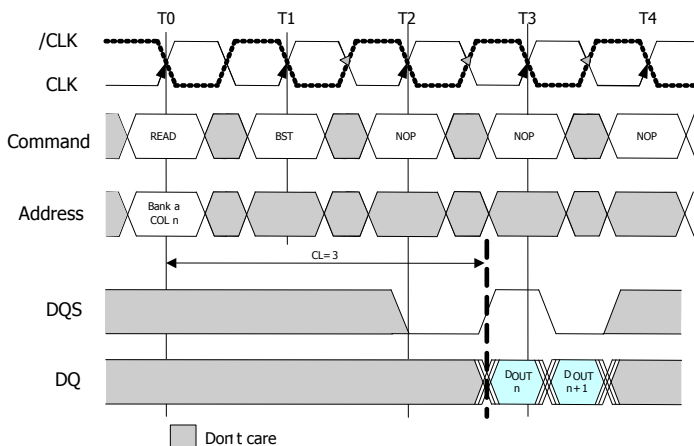 T0 T1 T2 T3 T4
/CLK
CLK
Command READ BST NOP NOP NOP
Address Bank a
COL n
CL= 3
DQS
DQ DOUT
n DOUT
n+1
Don't care